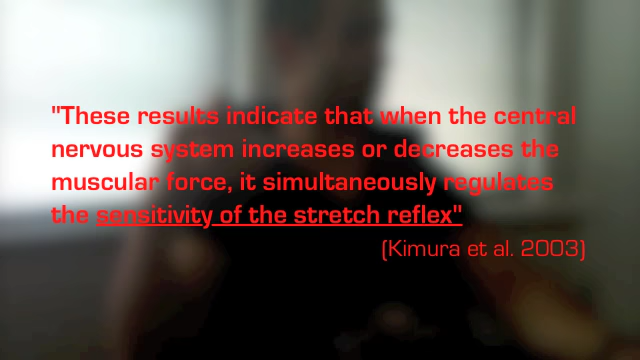 "These results indicate that when the central
nervous system increases or decreases the
muscular force, it simultaneously regulates
the sensitivity of the stretch reflex"
(Kimura et al. 2003)